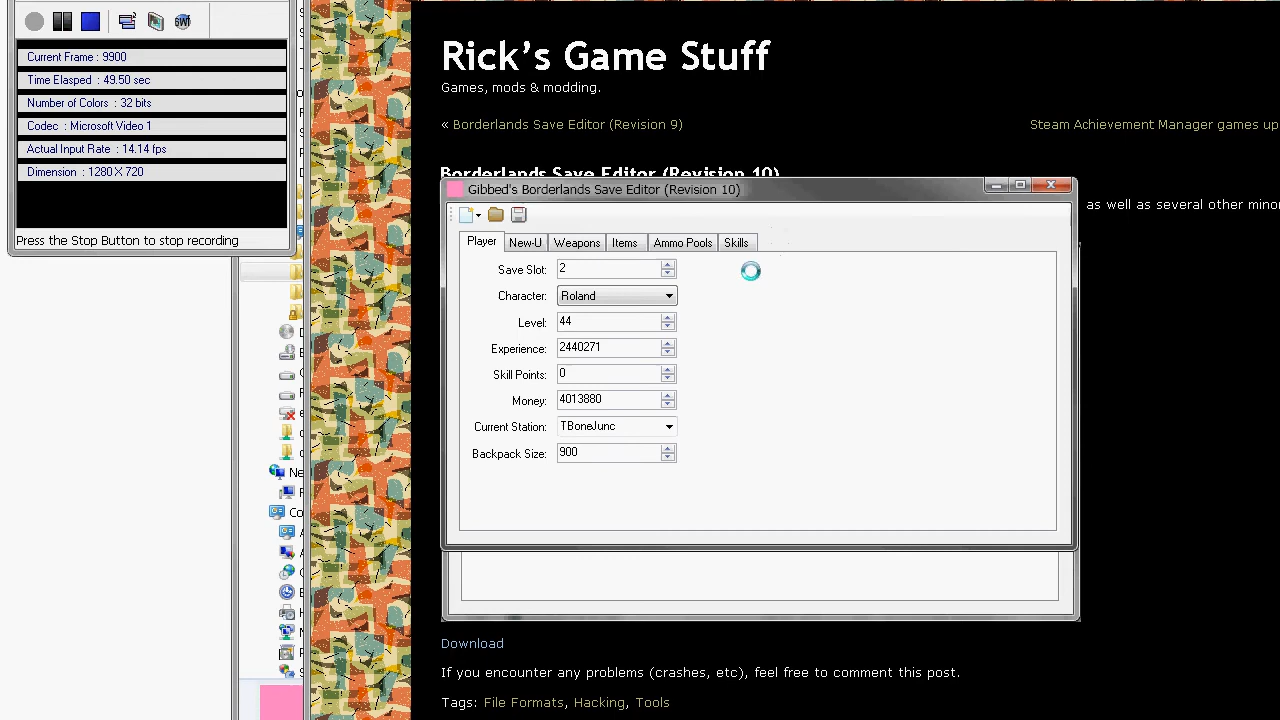 Current Frame : 9900
Time Elasped : 49.50 sec
Number of Colors : 32 bits
Codec : Microsoft Video 1
Actual Input Rate : 14.14 fps
Dimension : 1280 X 720
Press the Stop Button to stop recording
Rick's Game Stuff
Games, mods & modding.
« Borderlands Save Editor (Revision 9)
Steam Achievement Manager games up
Borderlands Save Editor (Revision 10)
as well as several other minor
Gibbed's Borderlands Save Editor (Revision 10)
Player New-U Weapons Items Ammo Pools Skills
Save Slot: 2
Character: Roland
Level: 44
Experience: 2440271
Skill Points: 0
Money: 4013880
Current Station: TBoneJunc
Backpack Size: 900
Download
If you encounter any problems (crashes, etc), feel free to comment this post.
Tags: File Formats, Hacking, Tools